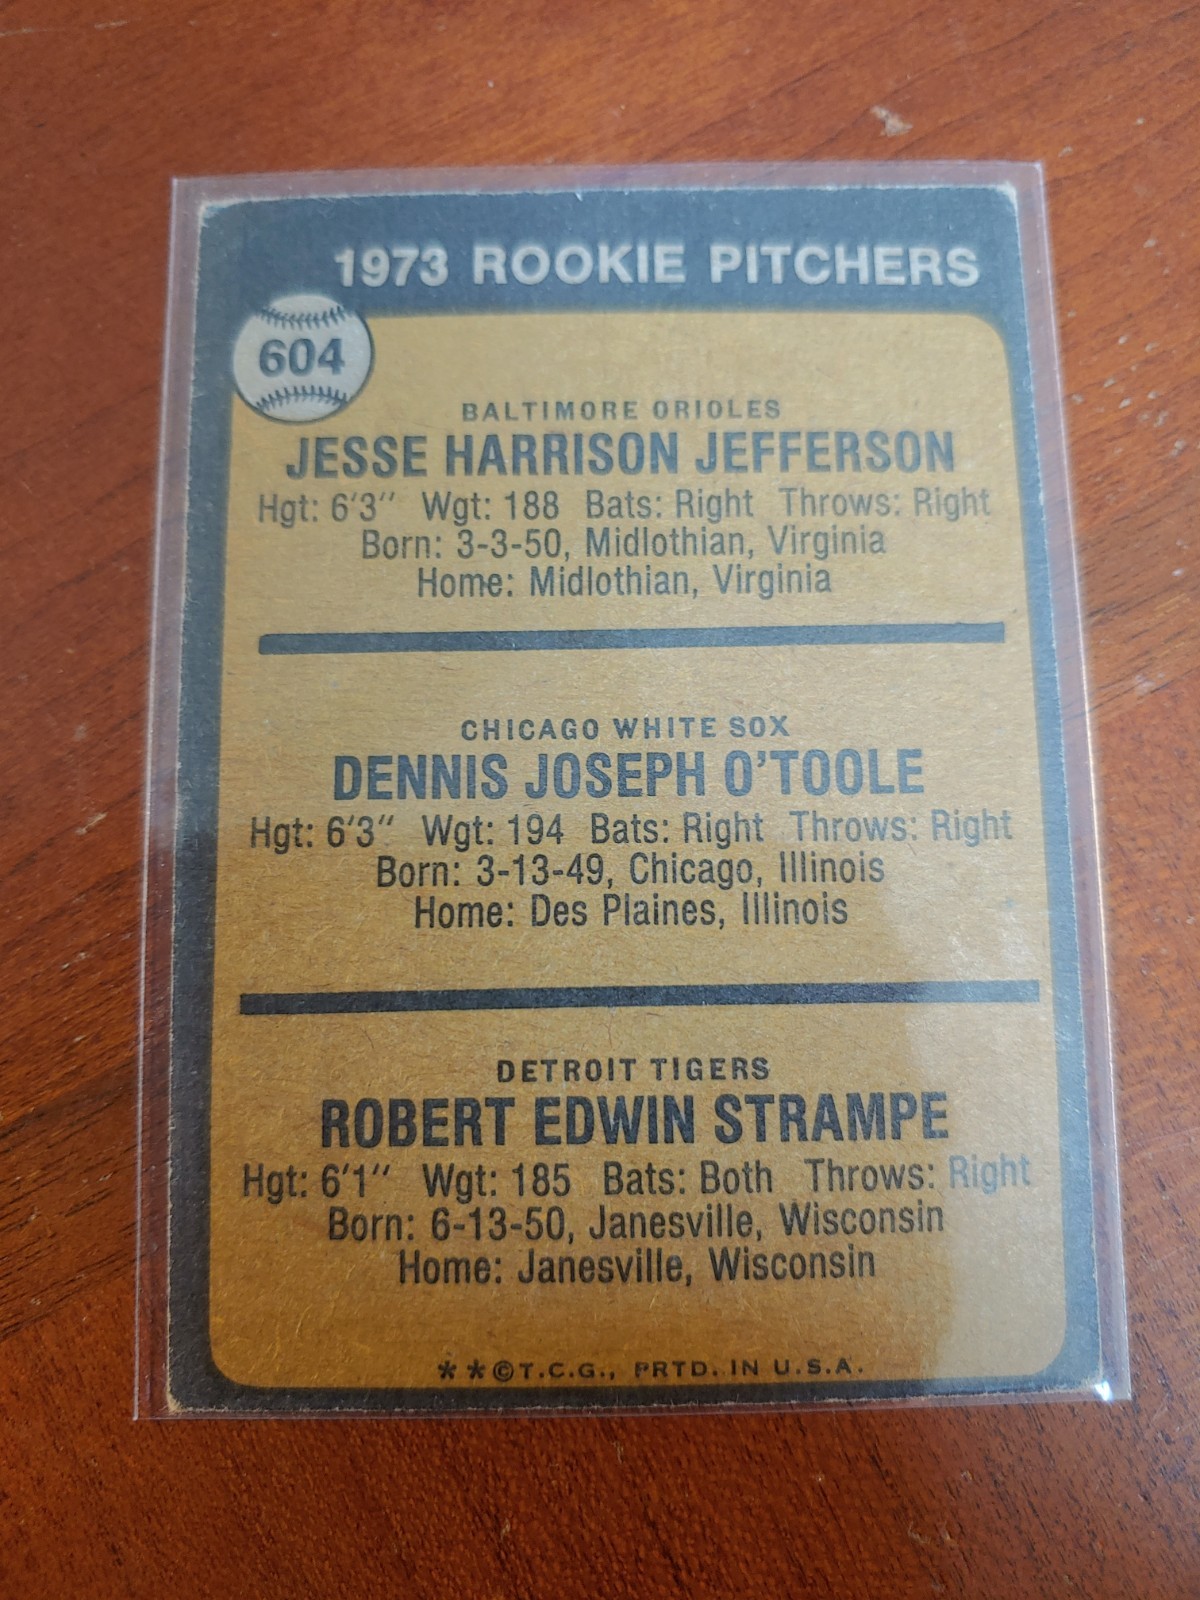 1973 ROOKIE PITCHERS
604
BALTIMORE ORIOLES
JESSE HARRISON JEFFERSON
Hgt: 6'3" Wgt: 188 Bats: Right Throws: Right
Born: 3-3-50, Midlothian, Virginia
Home: Midlothian, Virginia
CHICAGO WHITE SOX
DENNIS JOSEPH O'TOOLE
Hgt: 6'3" Wgt: 194 Bats: Right Throws: Right
Born: 3-13-49, Chicago, Illinois
Home: Des Plaines, Illinois
DETROIT TIGERS
ROBERT EDWIN STRAMPE
Hgt: 6'1" Wgt: 185 Bats: Both Throws: Right
Born: 6-13-50, Janesville, Wisconsin
Home: Janesville, Wisconsin
**©T.C.G., PRTD. IN U.S.A.